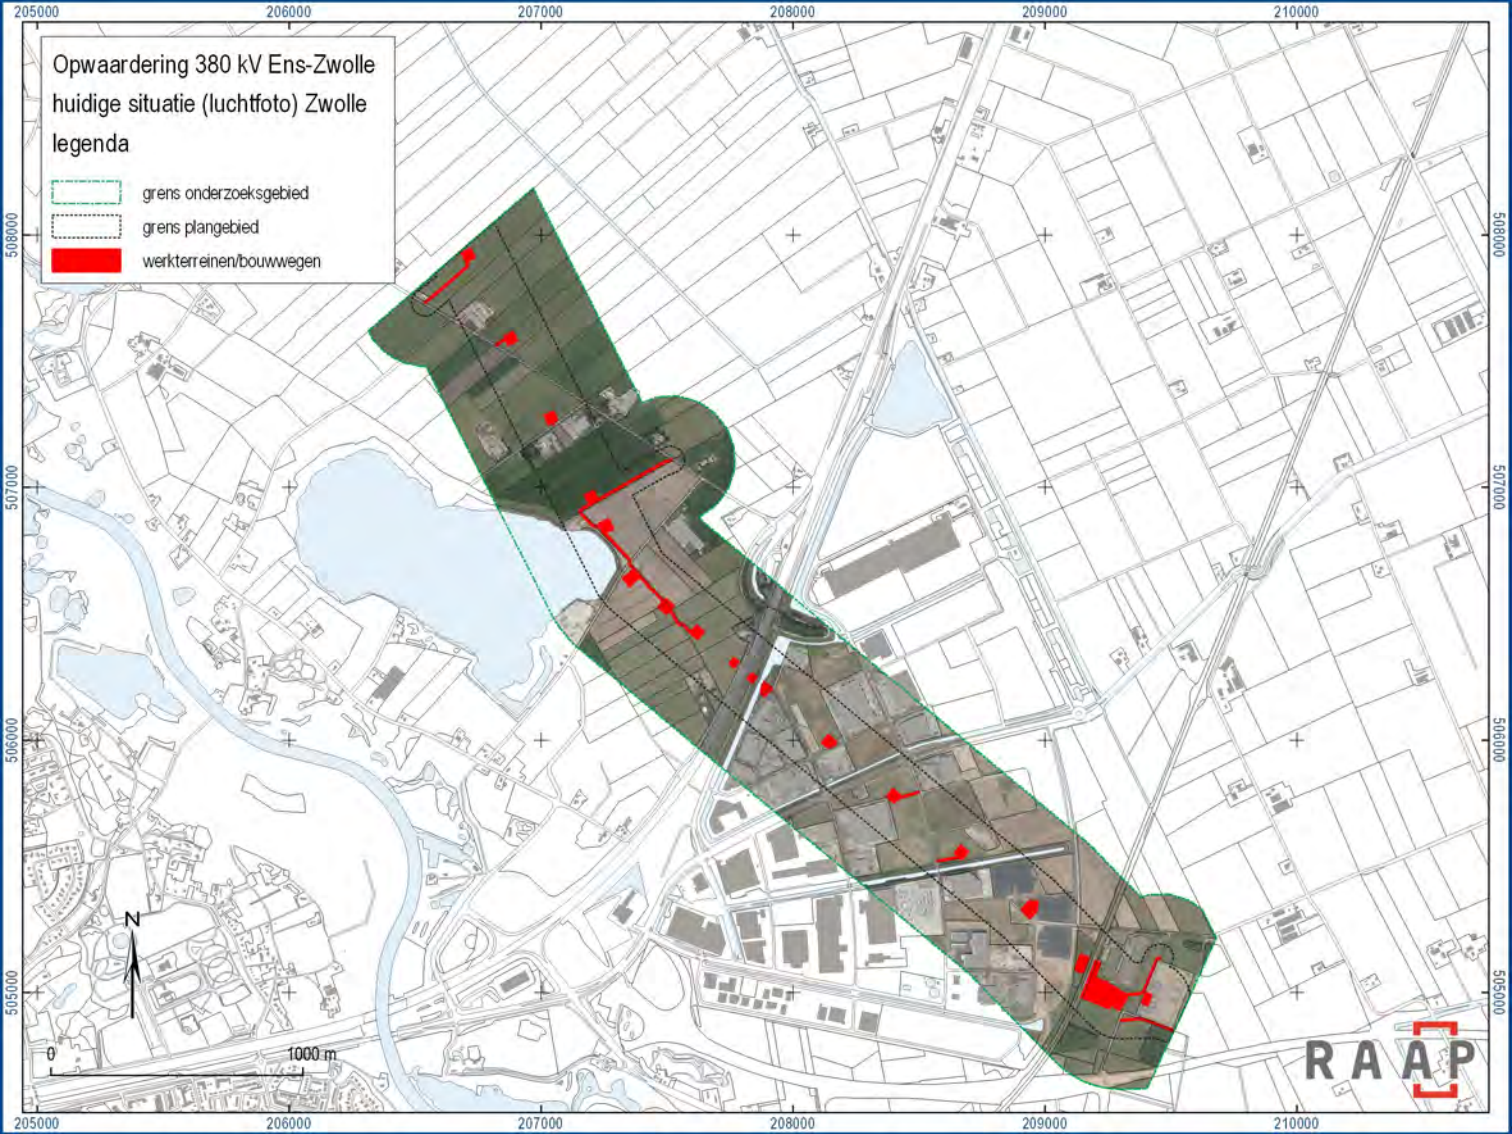 205000 206000 207000 208000 209000 210000
Opwaardering 380 kV Ens-Zwolle
huidige situatie (luchtfoto) Zwolle
legenda
grens onderzoeksgebied
grens plangebied
werkterreinen/bouwwegen
508000 508000
507000 507000
506000 506000
505000 505000
N
0 1000 m
RAAP
205000 206000 207000 208000 209000 210000